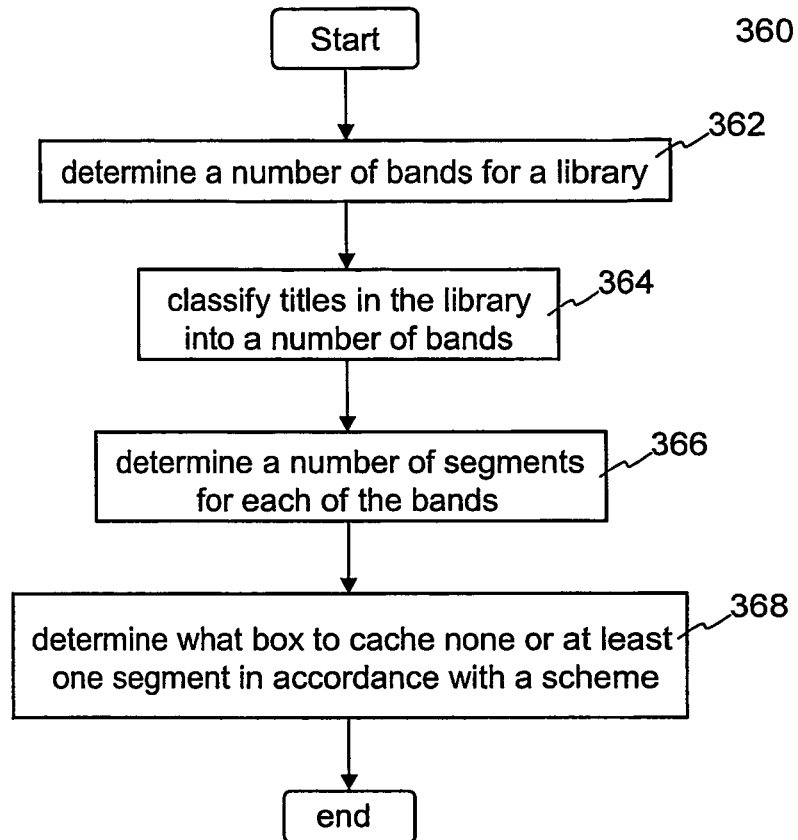 Start
360
362
determine a number of bands for a library
364
classify titles in the library
into a number of bands
366
determine a number of segments
for each of the bands
368
determine what box to cache none or at least
one segment in accordance with a scheme
end